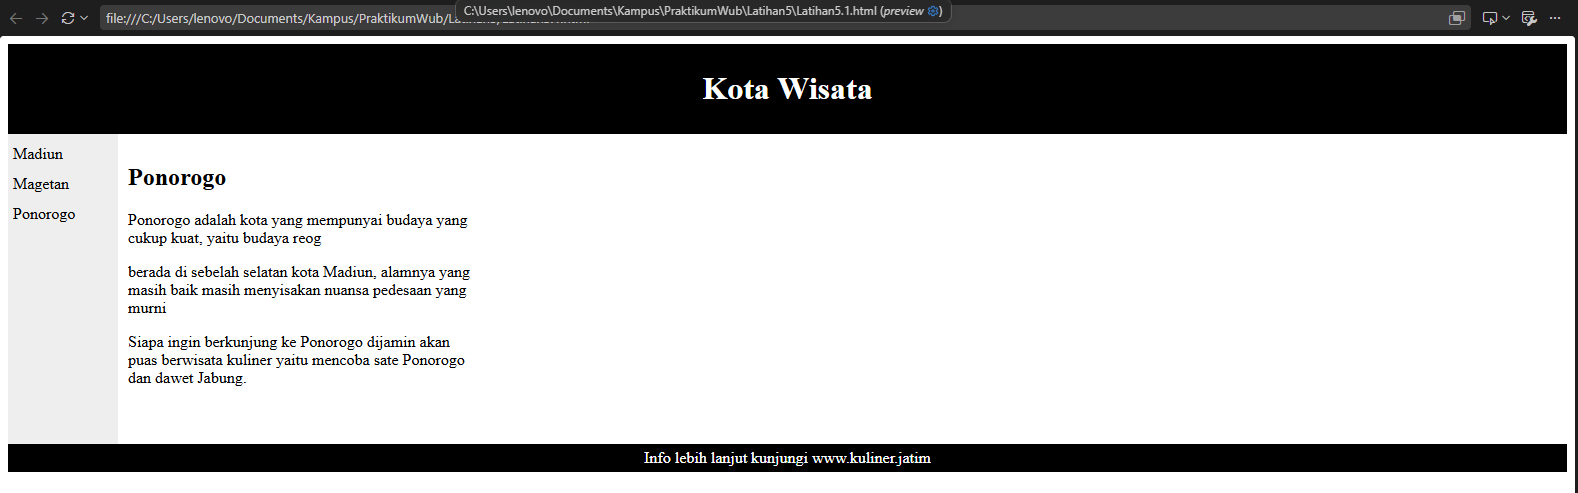 C:\Users\lenovo\Documents\Kampus\PraktikumWub\Latihan5\Latihan5.1.html (preview)
file:///C:/Users/lenovo/Documents/Kampus/PraktikumWub/
Kota Wisata
Madiun
Magetan
Ponorogo
Ponorogo
Ponorogo adalah kota yang mempunyai budaya yang
cukup kuat, yaitu budaya reog
berada di sebelah selatan kota Madiun, alamnya yang
masih baik masih menyisakan nuansa pedesaan yang
murni
Siapa ingin berkunjung ke Ponorogo dijamin akan
puas berwisata kuliner yaitu mencoba sate Ponorogo
dan dawet Jabung.
Info lebih lanjut kunjungi www.kuliner.jatim